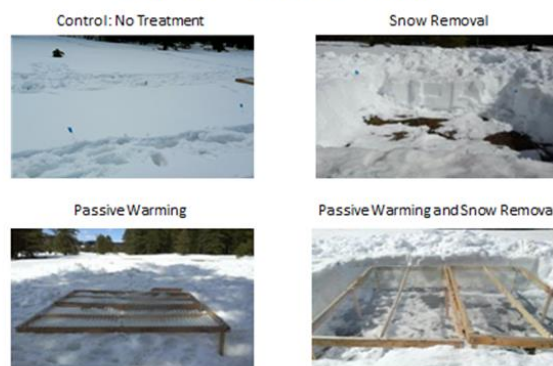 Control: No Treatment
Snow Removal
Passive Warming
Passive Warming and Snow Remova